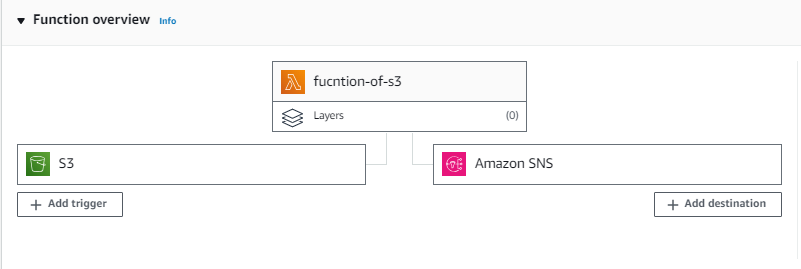 Function overview Info
fucntion-of-s3
Layers (0)
S3
Amazon SNS
Add trigger
Add destination